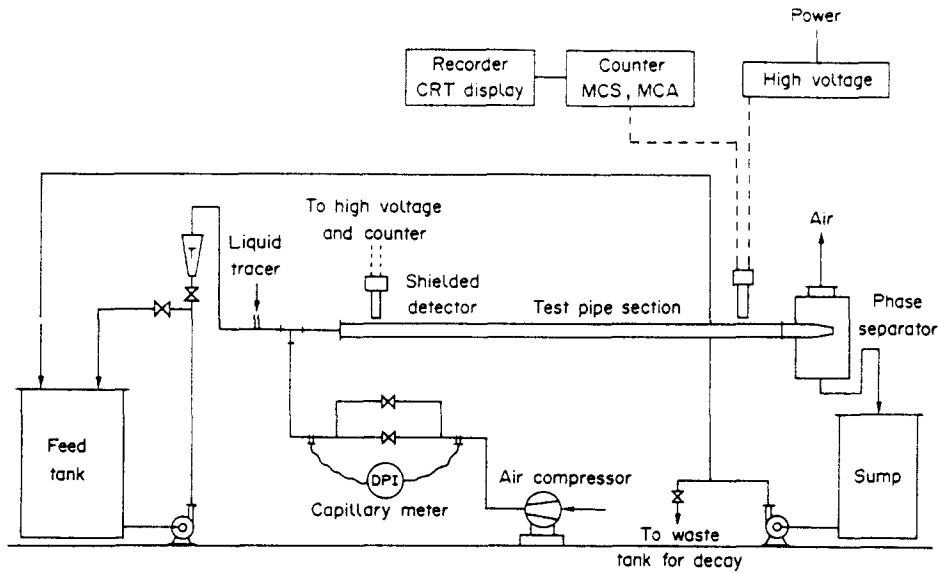 Power
Recorder
CRT display
Counter
MCS, MCA
High voltage
To high voltage
and counter
Air
Liquid
tracer
T
Shielded
detector
Test pipe section
Phase
separator
Feed
tank
DPI
Capillary meter
Air compressor
Sump
To waste
tank for decay